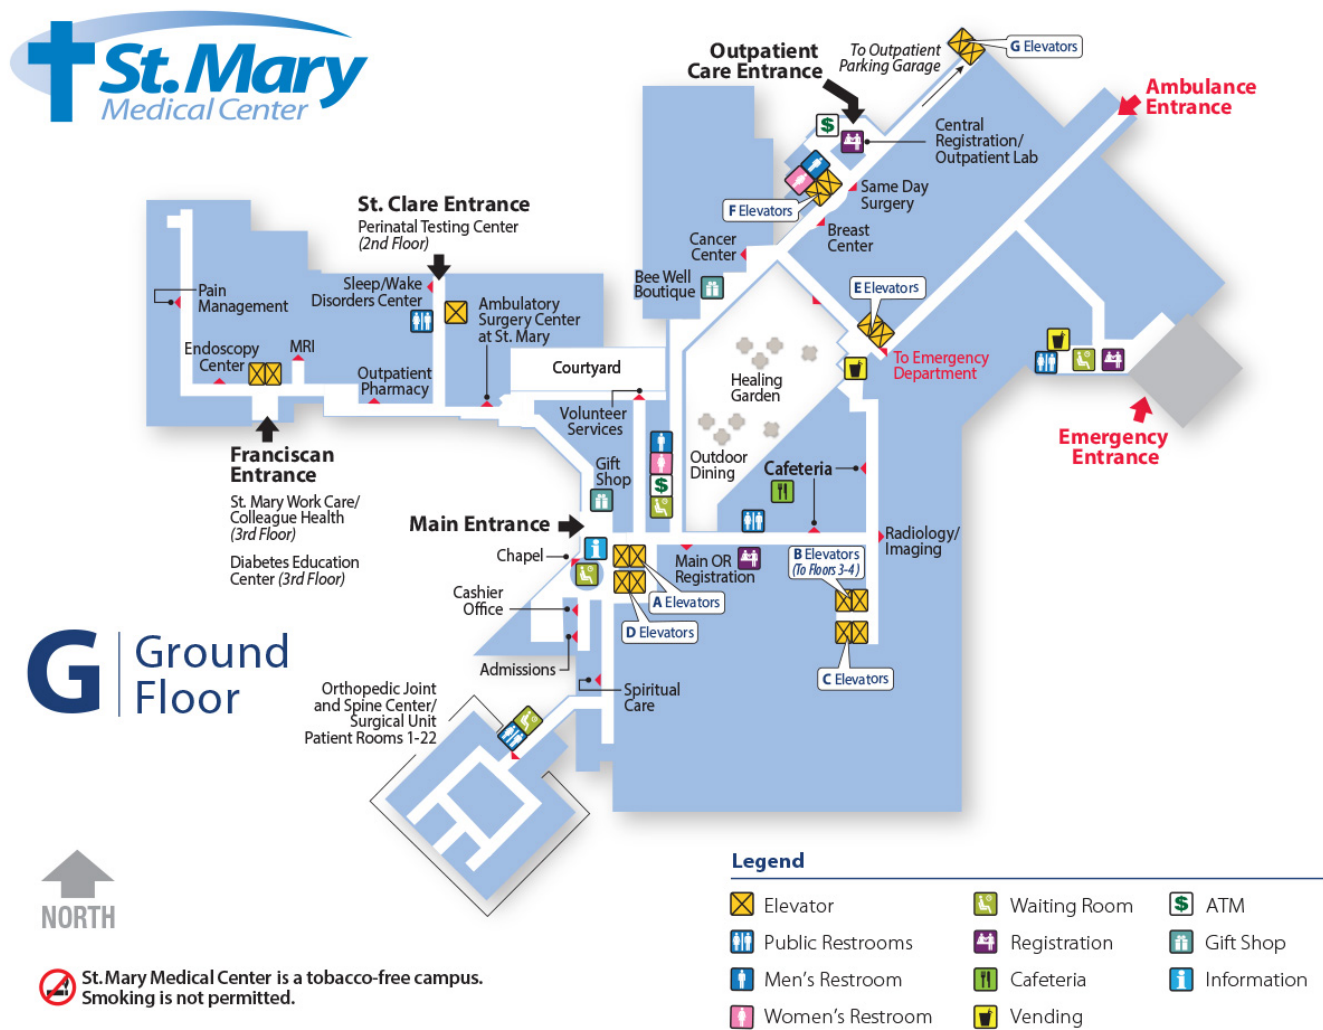 St. Mary
Medical Center
Outpatient
Care Entrance
To Outpatient
Parking Garage
G Elevators
Ambulance
Entrance
$
Central
Registration/
Outpatient Lab
Same Day
Surgery
F Elevators
Breast
Center
Cancer
Center
Bee Well
Boutique
E Elevators
St. Clare Entrance
Perinatal Testing Center
(2nd Floor)
Sleep/Wake
Disorders Center
Ambulatory
Surgery Center
at St. Mary
Pain
Management
Endoscopy
Center
MRI
Outpatient
Pharmacy
Courtyard
Volunteer
Services
Healing
Garden
To Emergency
Department
Emergency
Entrance
Franciscan
Entrance
St. Mary Work Care/
Colleague Health
(3rd Floor)
Diabetes Education
Center (3rd Floor)
Gift
Shop
$
Outdoor
Dining
Cafeteria
Main Entrance
Chapel
i
Main OR
Registration
B Elevators
(To Floors 3-4)
Radiology/
Imaging
Cashier
Office
A Elevators
D Elevators
C Elevators
Admissions
Spiritual
Care
G
Ground
Floor
Orthopedic Joint
and Spine Center/
Surgical Unit
Patient Rooms 1-22
NORTH
St. Mary Medical Center is a tobacco-free campus.
Smoking is not permitted.
Legend
Elevator
Public Restrooms
Men's Restroom
Women's Restroom
Waiting Room
Registration
Cafeteria
Vending
$ ATM
Gift Shop
i Information